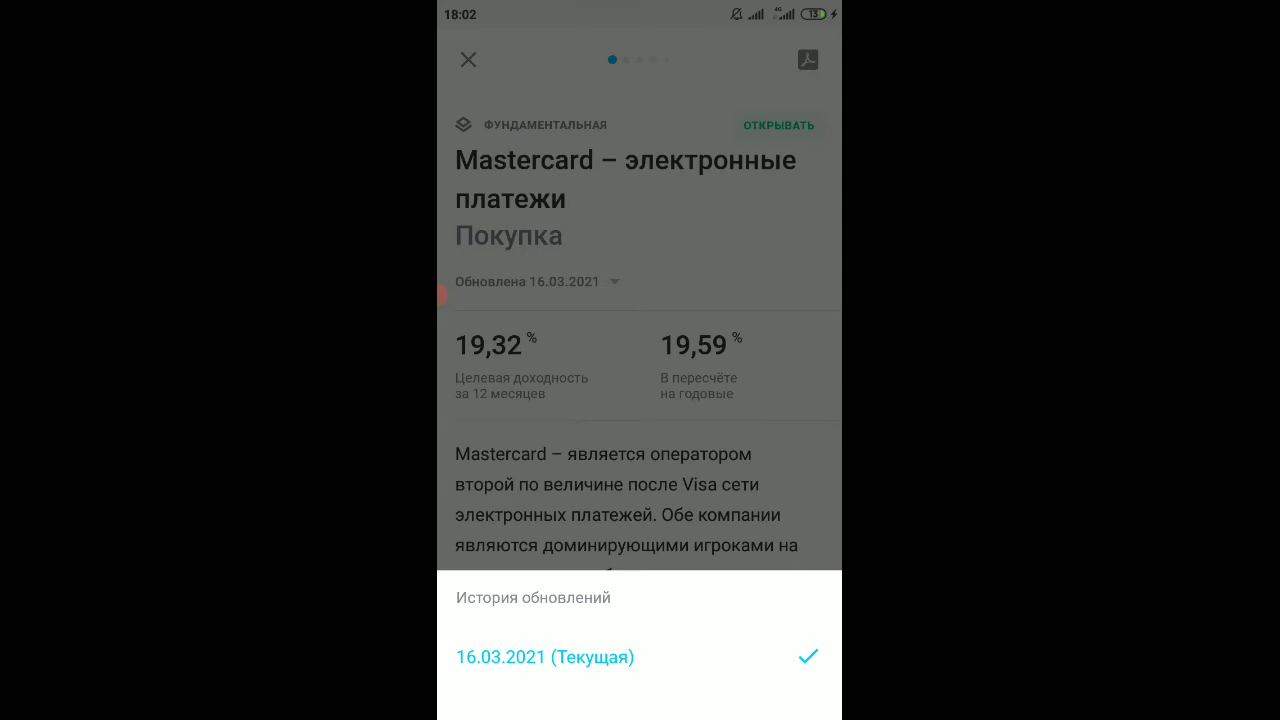 18:02
4G
13
ФУНДАМЕНТАЛЬНАЯ
ОТКРЫВАТЬ
Mastercard – электронные
платежи
Покупка
Обновлена 16.03.2021
19,32 %
19,59 %
Целевая доходность
за 12 месяцев
В пересчёте
на годовые
Mastercard – является оператором
второй по величине после Visa сети
электронных платежей. Обе компании
являются доминирующими игроками на
История обновлений
16.03.2021 (Текущая)